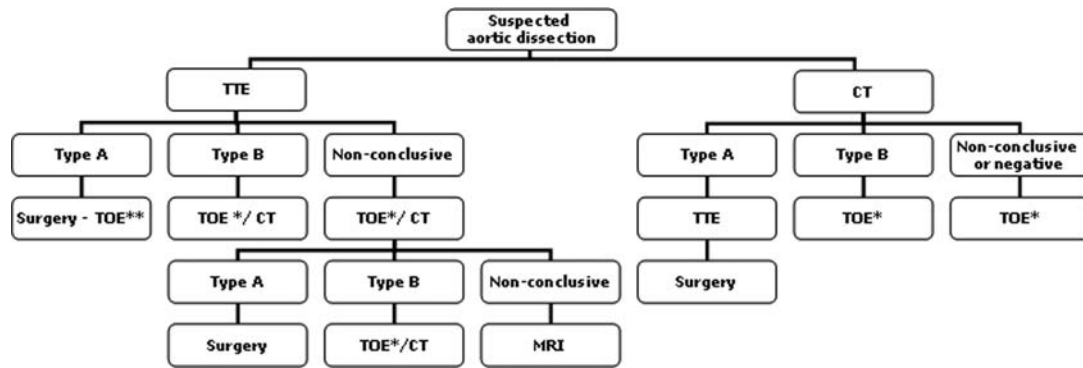 Suspected
aortic dissection
TTE
CT
Type A
Type B
Non-conclusive
Type A
Type B
Non-conclusive
or negative
Surgery - TOE**
TOE */ CT
TOE*/ CT
TTE
TOE*
TOE*
Type A
Type B
Non-conclusive
Surgery
Surgery
TOE*/CT
MRI